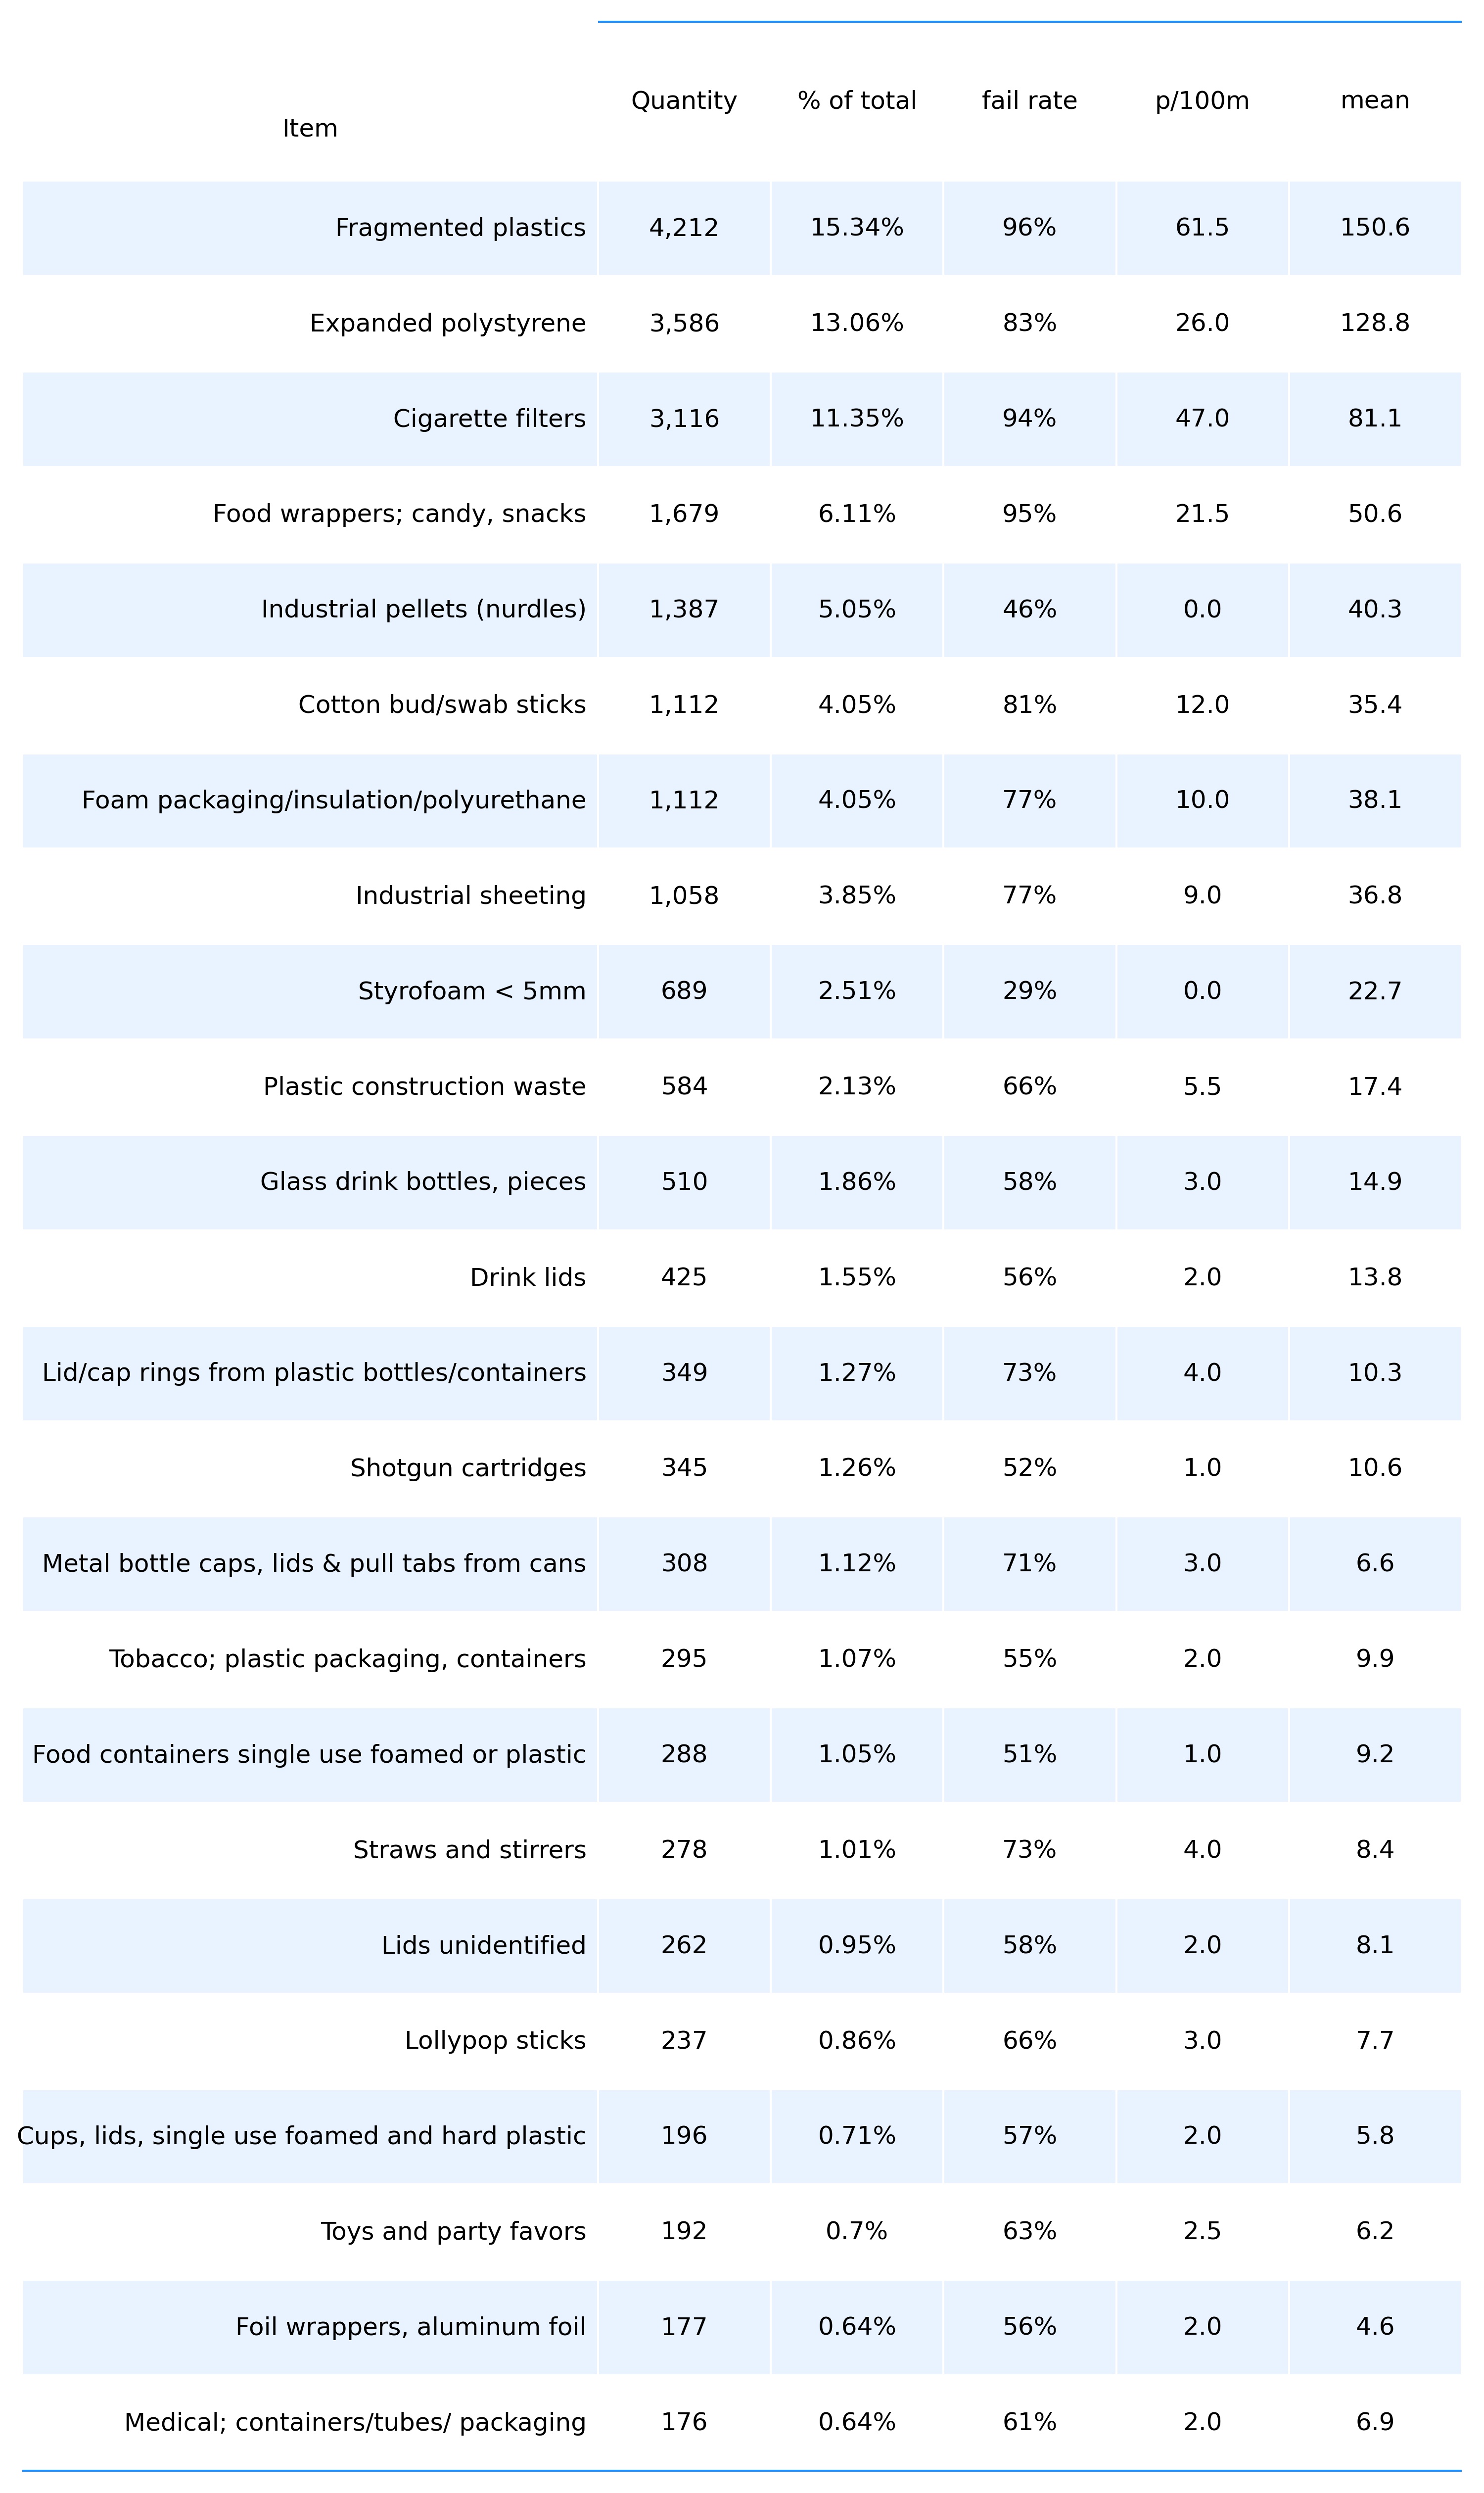 Item Quantity % of total fail rate p/100m mean
Fragmented plastics 4,212 15.34% 96% 61.5 150.6
Expanded polystyrene 3,586 13.06% 83% 26.0 128.8
Cigarette filters 3,116 11.35% 94% 47.0 81.1
Food wrappers; candy, snacks 1,679 6.11% 95% 21.5 50.6
Industrial pellets (nurdles) 1,387 5.05% 46% 0.0 40.3
Cotton bud/swab sticks 1,112 4.05% 81% 12.0 35.4
Foam packaging/insulation/polyurethane 1,112 4.05% 77% 10.0 38.1
Industrial sheeting 1,058 3.85% 77% 9.0 36.8
Styrofoam < 5mm 689 2.51% 29% 0.0 22.7
Plastic construction waste 584 2.13% 66% 5.5 17.4
Glass drink bottles, pieces 510 1.86% 58% 3.0 14.9
Drink lids 425 1.55% 56% 2.0 13.8
Lid/cap rings from plastic bottles/containers 349 1.27% 73% 4.0 10.3
Shotgun cartridges 345 1.26% 52% 1.0 10.6
Metal bottle caps, lids & pull tabs from cans 308 1.12% 71% 3.0 6.6
Tobacco; plastic packaging, containers 295 1.07% 55% 2.0 9.9
Food containers single use foamed or plastic 288 1.05% 51% 1.0 9.2
Straws and stirrers 278 1.01% 73% 4.0 8.4
Lids unidentified 262 0.95% 58% 2.0 8.1
Lollypop sticks 237 0.86% 66% 3.0 7.7
Cups, lids, single use foamed and hard plastic 196 0.71% 57% 2.0 5.8
Toys and party favors 192 0.7% 63% 2.5 6.2
Foil wrappers, aluminum foil 177 0.64% 56% 2.0 4.6
Medical; containers/tubes/ packaging 176 0.64% 61% 2.0 6.9